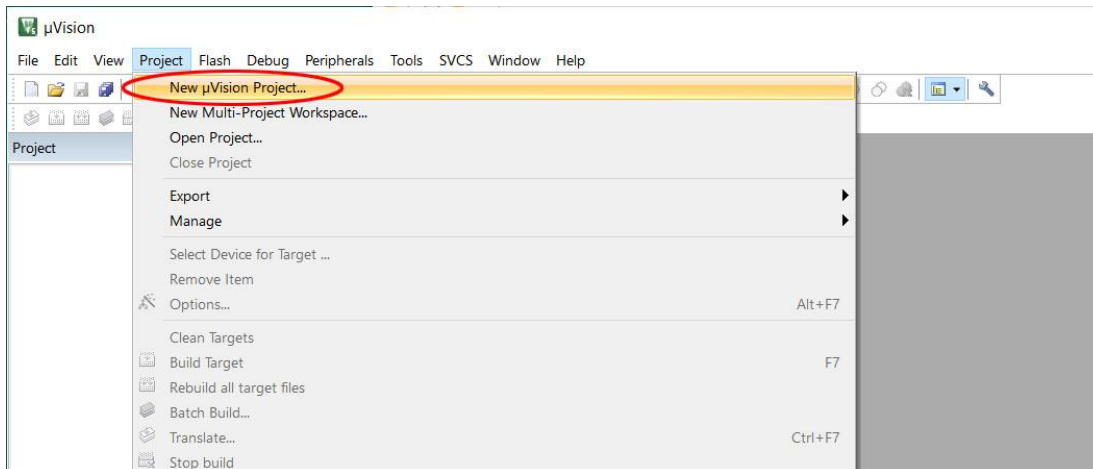 µVision
File Edit View Project Flash Debug Peripherals Tools SVCS Window Help
New µVision Project...
New Multi-Project Workspace...
Project
Open Project...
Close Project
Export
Manage
Select Device for Target ...
Remove Item
Options... Alt+F7
Clean Targets
Build Target F7
Rebuild all target files
Batch Build...
Translate... Ctrl+F7
Stop build